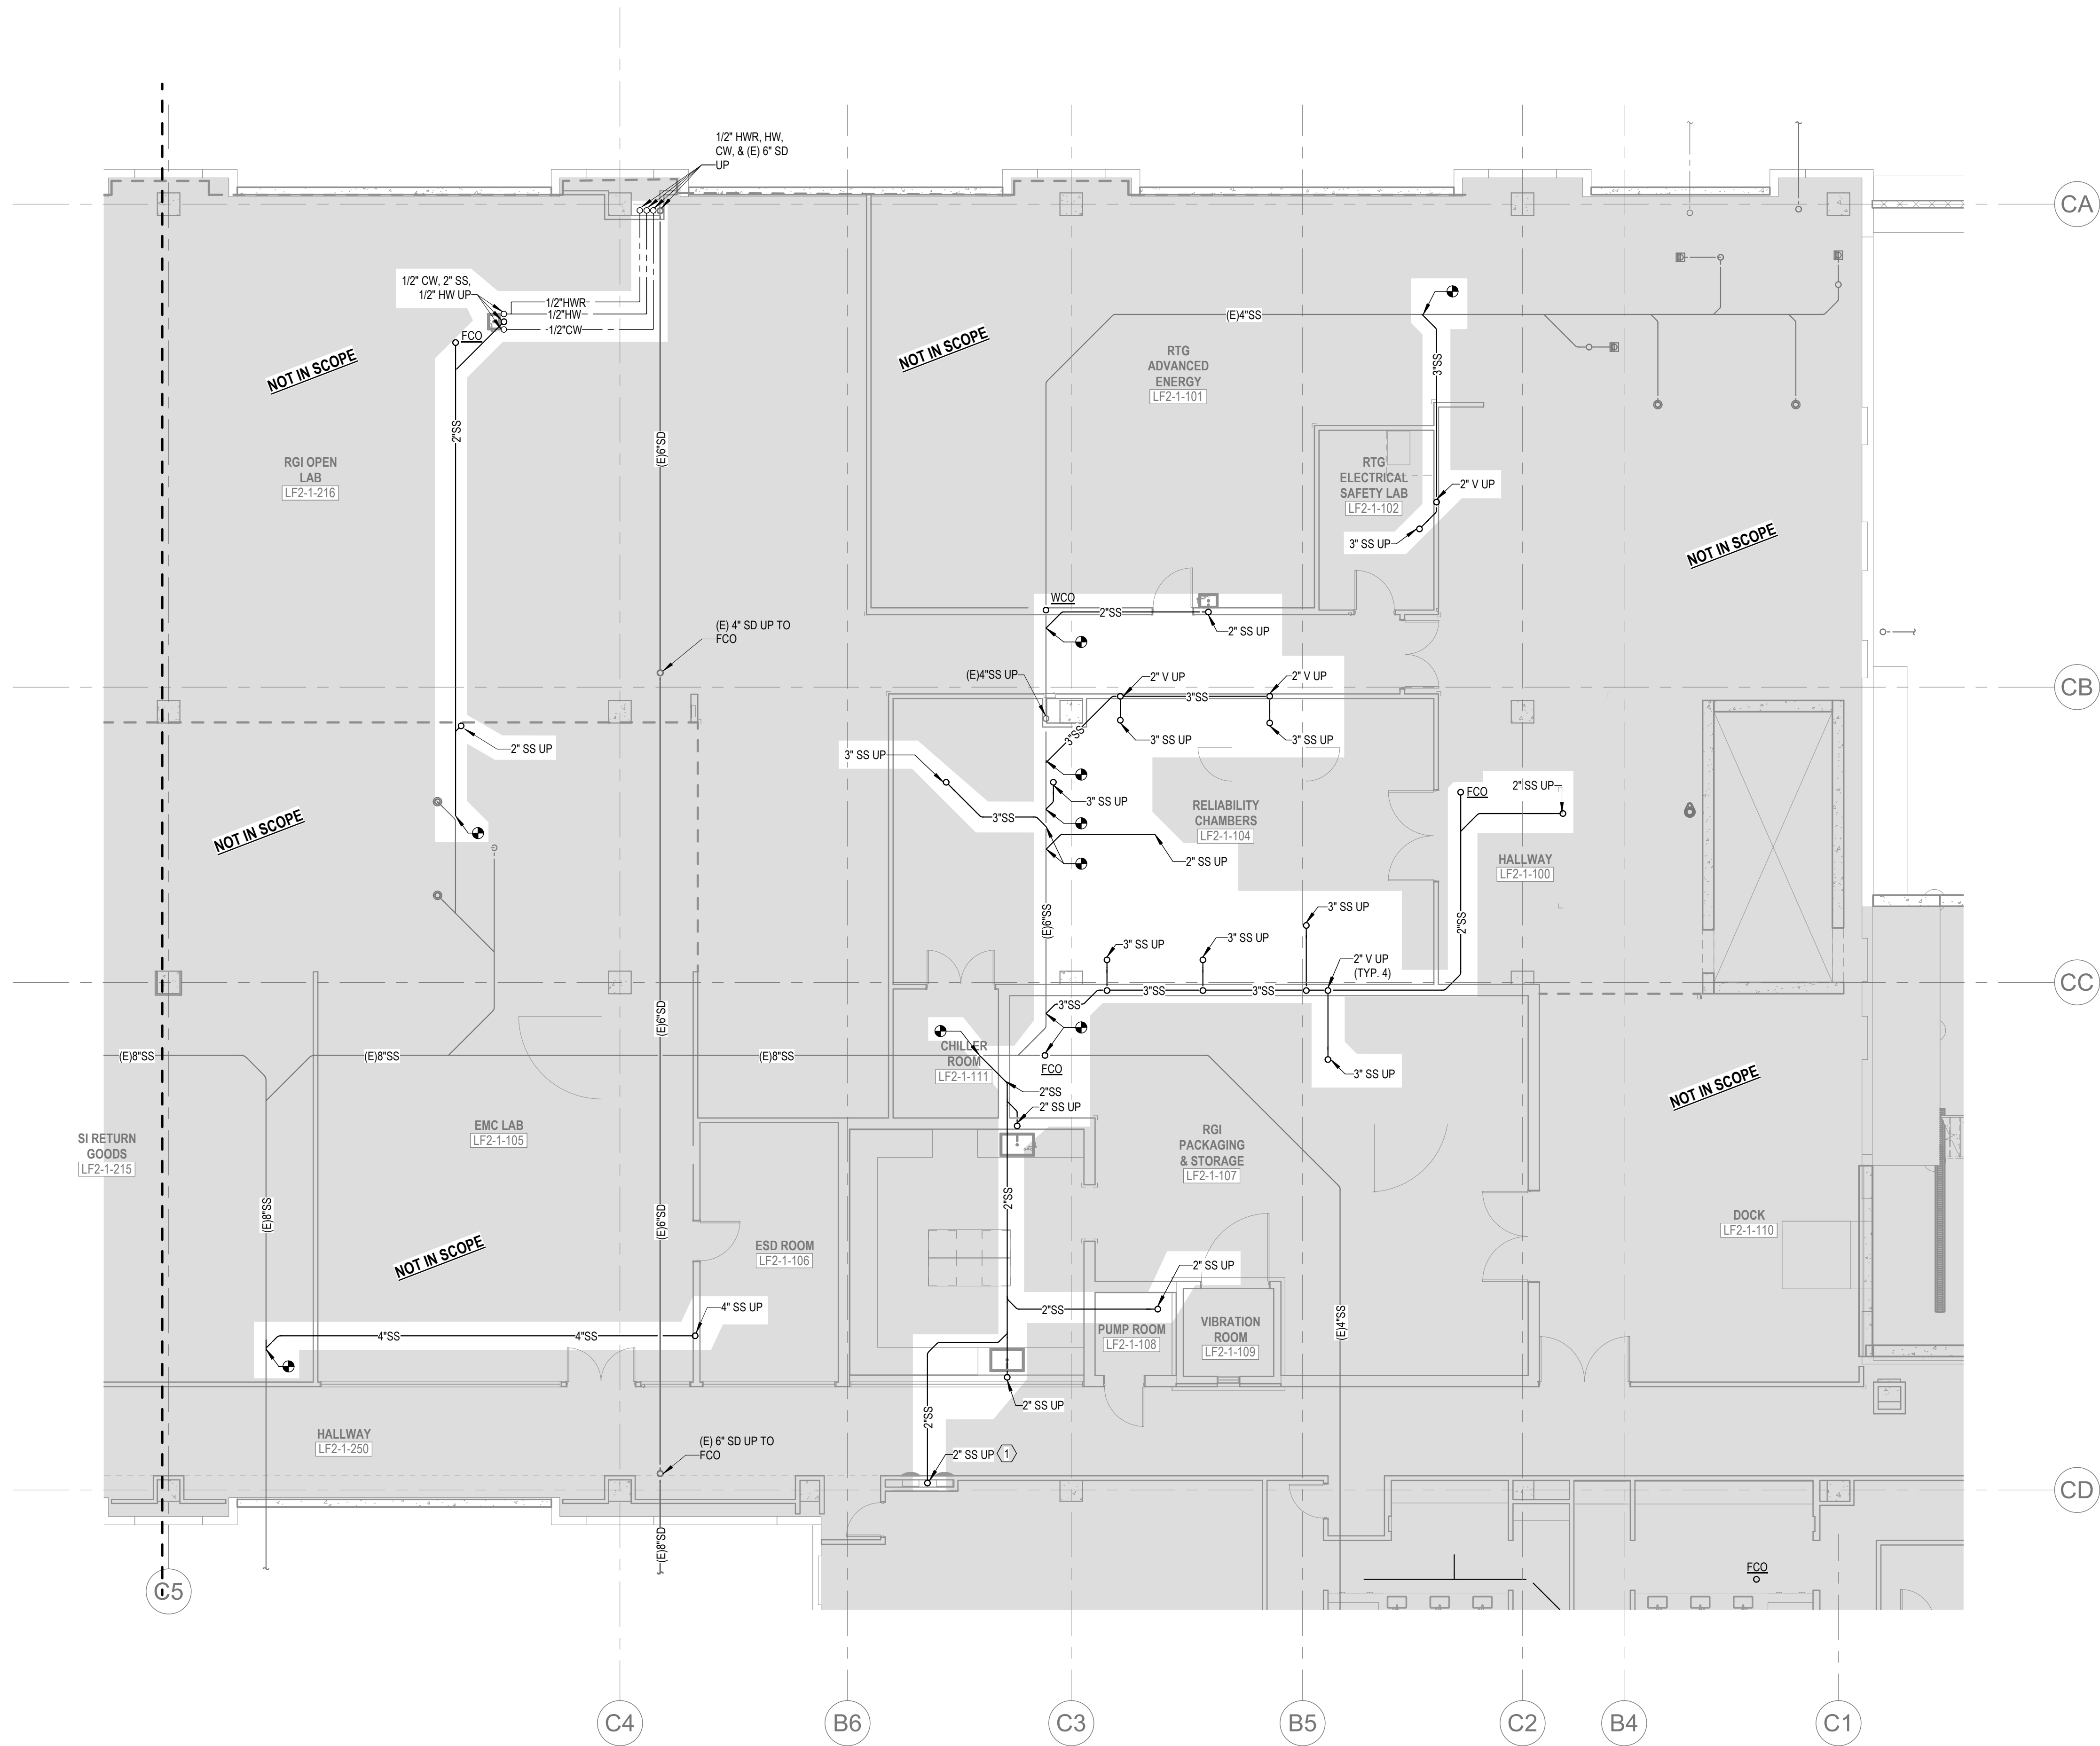 1/2" HWR, HW,
CW, & (E) 6" SD
UP
CA
1/2" CW, 2" SS,
1/2" HW UP
1/2"HWR
1/2"HW
1/2"CW
FCO
NOT IN SCOPE
2"SS
RGI OPEN
LAB
LF2-1-216
(E)6"SD
NOT IN SCOPE
(E)4"SS
RTG
ADVANCED
ENERGY
LF2-1-101
3"SS
RTG
ELECTRICAL
SAFETY LAB
LF2-1-102
2" V UP
3" SS UP
NOT IN SCOPE
WCO
2"SS
2" SS UP
(E) 4" SD UP TO
FCO
(E)4"SS UP
2" V UP
3"SS
2" V UP
CB
3"SS
3" SS UP
3" SS UP
2" SS UP
3" SS UP
3" SS UP
3"SS
RELIABILITY
CHAMBERS
LF2-1-104
2" SS UP
FCO
2" SS UP
NOT IN SCOPE
HALLWAY
LF2-1-100
(E)6"SS
2"SS
3" SS UP
3" SS UP
3" SS UP
2" V UP
(TYP. 4)
CC
3"SS
3"SS
3"SS
(E)6"SD
(E)8"SS
(E)8"SS
(E)8"SS
CHILLER
ROOM
LF2-1-111
FCO
2"SS
2" SS UP
3" SS UP
NOT IN SCOPE
EMC LAB
LF2-1-105
SI RETURN
GOODS
LF2-1-215
RGI
PACKAGING
& STORAGE
LF2-1-107
(E)8"SS
(E)6"SD
2"SS
NOT IN SCOPE
ESD ROOM
LF2-1-106
2" SS UP
DOCK
LF2-1-110
4" SS UP
4"SS
4"SS
2"SS
PUMP ROOM
LF2-1-108
VIBRATION
ROOM
LF2-1-109
(E)4"SS
2" SS UP
2"SS
HALLWAY
LF2-1-250
(E) 6" SD UP TO
FCO
2" SS UP 1
CD
(E)8"SD
FCO
C5
C4
B6
C3
B5
C2
B4
C1